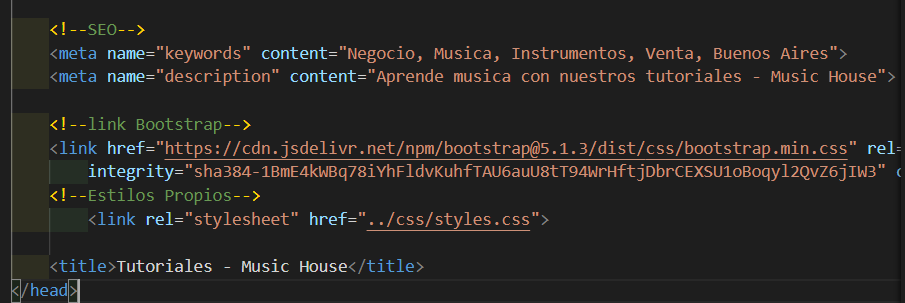 <!--SEO-->
<meta name="keywords" content="Negocio, Musica, Instrumentos, Venta, Buenos Aires">
<meta name="description" content="Aprende musica con nuestros tutoriales - Music House">
<!--link Bootstrap-->
<link href="https://cdn.jsdelivr.net/npm/bootstrap@5.1.3/dist/css/bootstrap.min.css" rel=
integrity="sha384-1BmE4kWBq78iYhFldvKuhfTAU6auU8tT94WrHftjDbrCEXSU1oBoqyl2QvZ6jIW3"
<!--Estilos Propios-->
<link rel="stylesheet" href="../css/styles.css">
<title>Tutoriales - Music House</title>
</head>